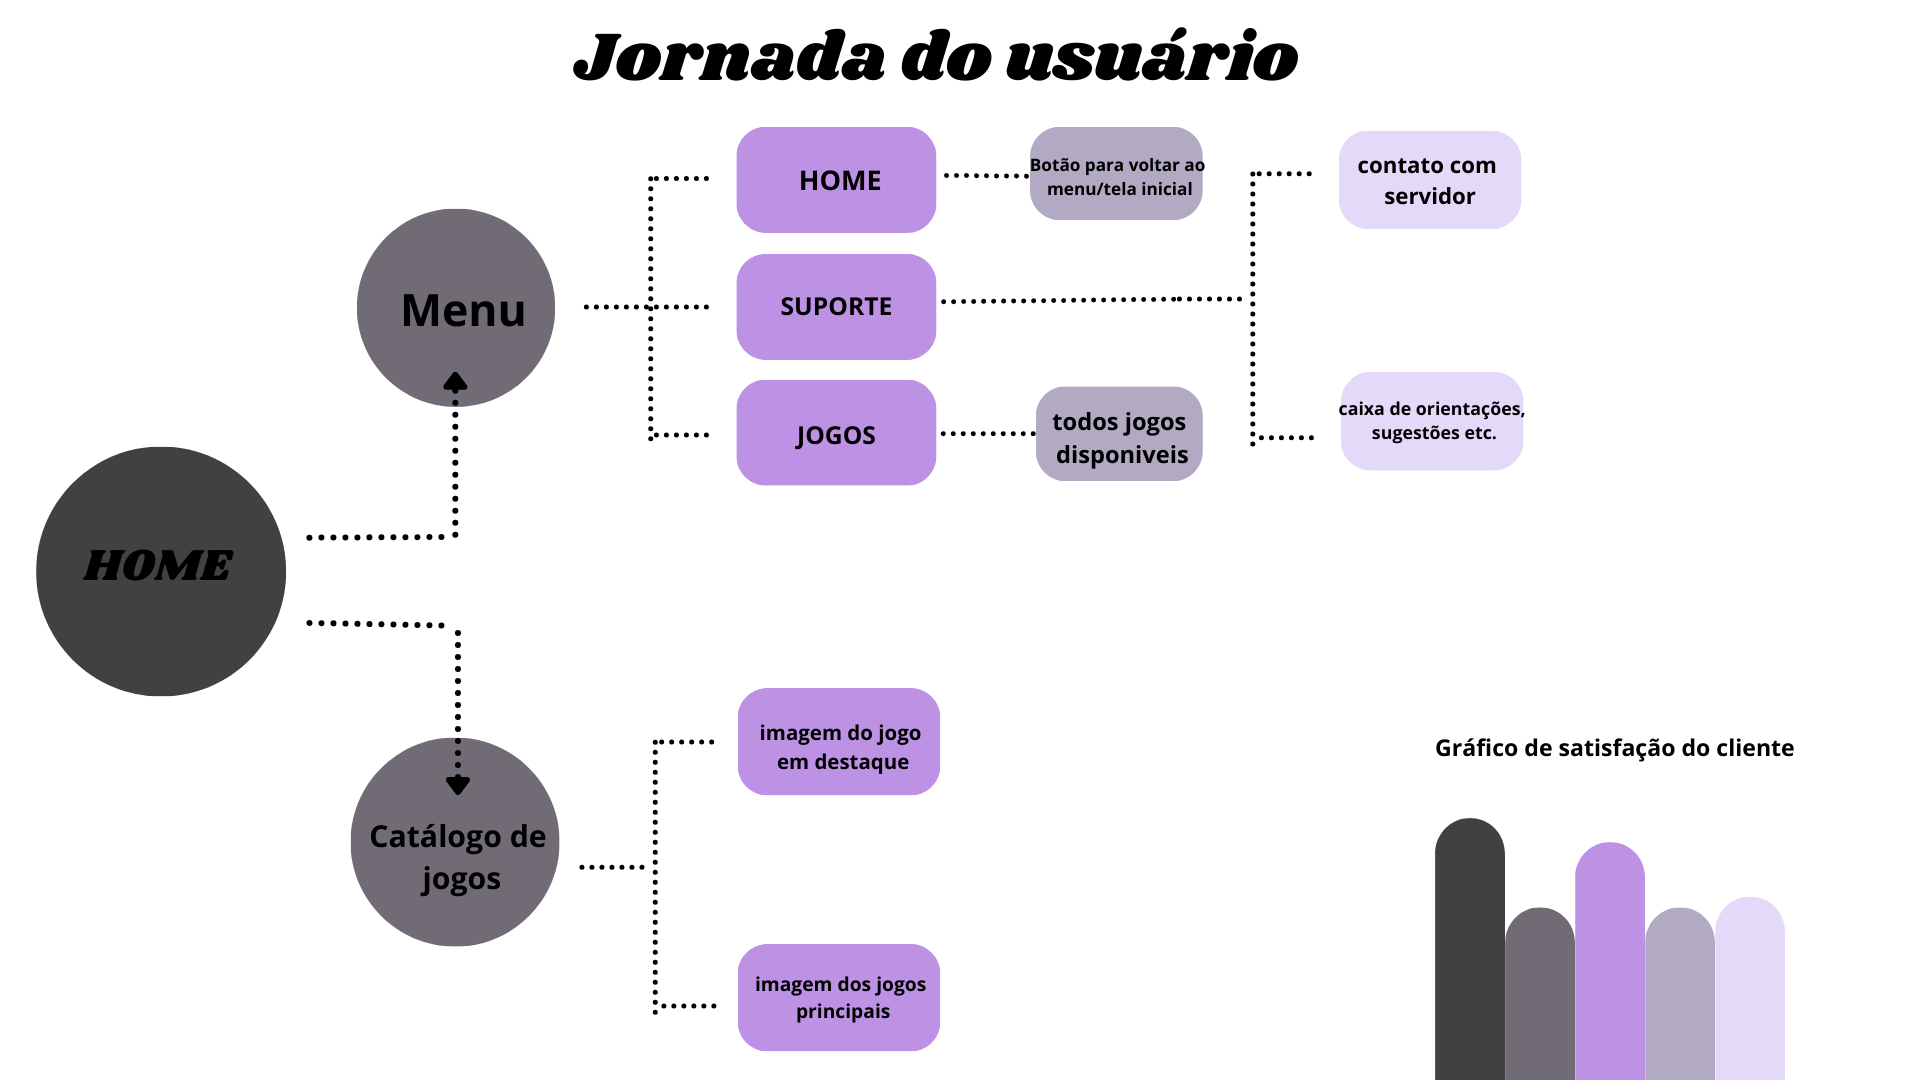 Jornada do usuário
HOME
Menu
HOME
Botão para voltar ao
menu/tela inicial
SUPORTE
contato com
servidor
caixa de orientações,
sugestões etc.
JOGOS
todos jogos
disponiveis
Catálogo de
jogos
imagem do jogo
em destaque
imagem dos jogos
principais
Gráfico de satisfação do cliente